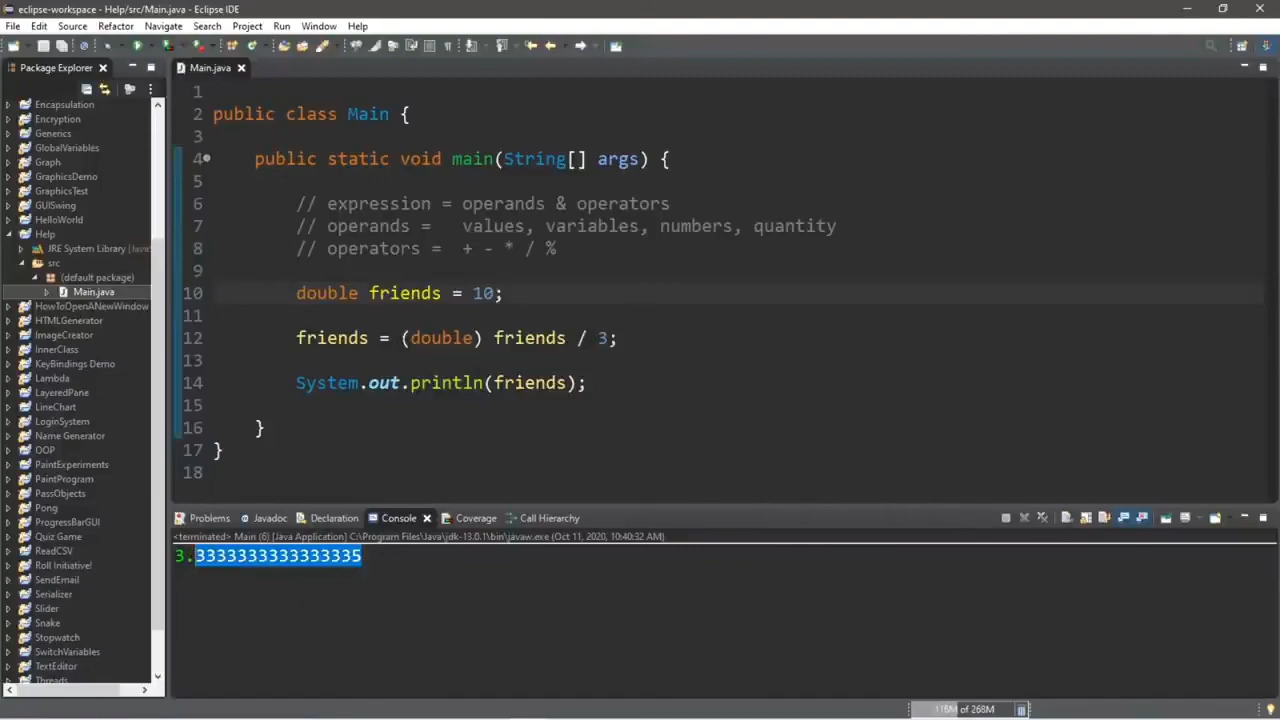 eclipse-workspace - Help/src/Main.java - Eclipse IDE
File Edit Source Refactor Navigate Search Project Run Window Help
Package Explorer
Main.java
Encapsulation
Encryption
Generics
GlobalVariables
Graph
GraphicsDemo
GraphicsTest
GUISwing
HelloWorld
Help
JRE System Library [JavaS
src
(default package)
Main.java
HowToOpenANewWindow
HTMLGenerator
ImageCreator
InnerClass
KeyBindings Demo
Lambda
LayeredPane
LineChart
LoginSystem
Name Generator
OOP
PaintExperiments
PaintProgram
PassObjects
Pong
ProgressBarGUI
Quiz Game
ReadCSV
Roll Initiative!
SendEmail
Serializer
Slider
Snake
Stopwatch
SwitchVariables
TextEditor
Threads
1
2 public class Main {
3
4 public static void main(String[] args) {
5
6 // expression = operands & operators
7 // operands = values, variables, numbers, quantity
8 // operators = + - * / %
9
10 double friends = 10;
11
12 friends = (double) friends / 3;
13
14 System.out.println(friends);
15
16 }
17 }
18
Problems Javadoc Declaration Console Coverage Call Hierarchy
<terminated> Main (6) [Java Application] C:\Program Files\Java\jdk-13.0.1\bin\javaw.exe (Oct 11, 2020, 10:40:32 AM)
3.3333333333333335
of 268M